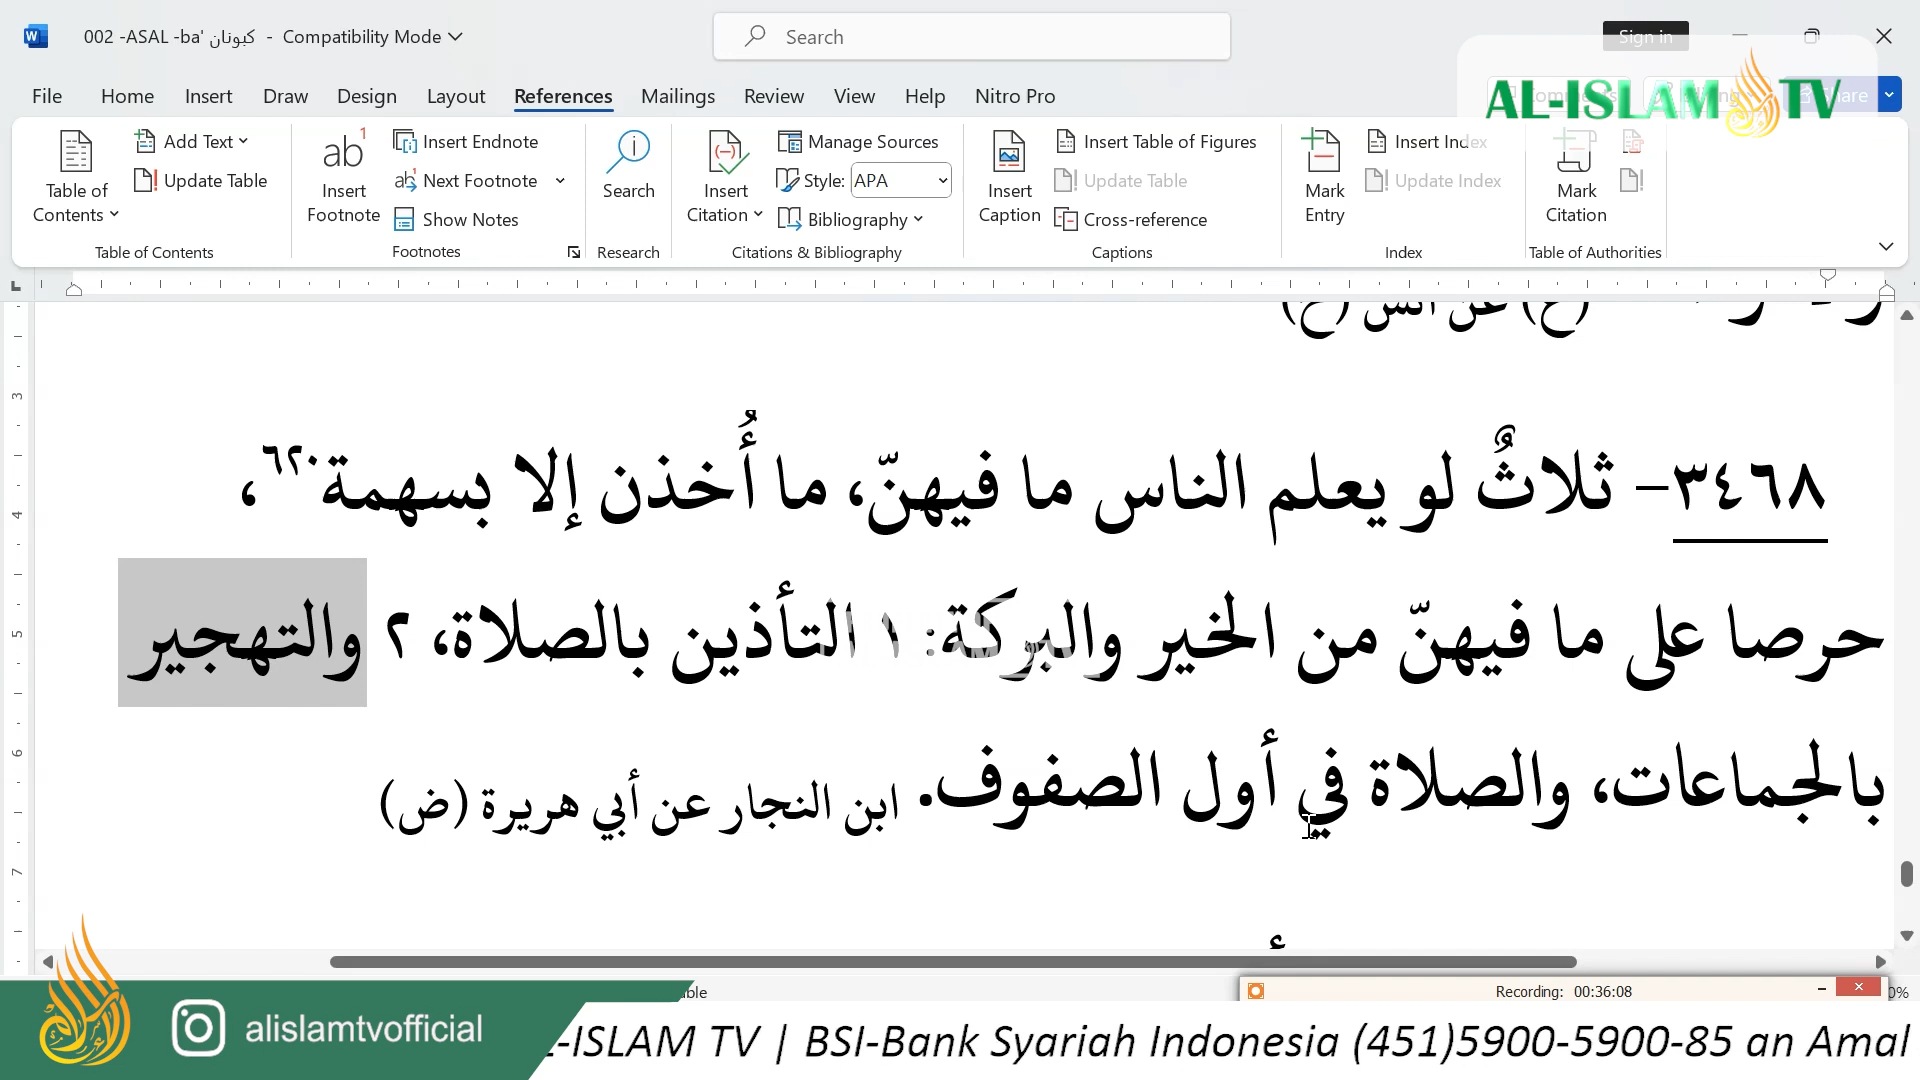 002 -ASAL -ba' كبونان - Compatibility Mode
Search
Sign in
File Home Insert Draw Design Layout References Mailings Review View Help Nitro Pro
Share
AL-ISLAM TV
Table of Contents
Add Text
Update Table
Table of Contents
ab
Insert Footnote
Insert Endnote
Next Footnote
Show Notes
Footnotes
Search
Research
Insert Citation
Manage Sources
Style: APA
Bibliography
Citations & Bibliography
Insert Caption
Insert Table of Figures
Update Table
Cross-reference
Captions
Mark Entry
Insert Index
Update Index
Index
Mark Citation
Table of Authorities
(خ) عن أنس (ح)
٣٤٦٨- ثلاثٌ لو يعلم الناس ما فيهنّ، ما أُخذن إلا بسهمة٦٢٠،
حرصا على ما فيهنّ من الخير والبركة: ١ التأذين بالصلاة، ٢ والتهجير
بالجماعات، والصلاة في أول الصفوف. ابن النجار عن أبي هريرة (ض)
Recording: 00:36:08
0%
alislamtvofficial
-ISLAM TV | BSI-Bank Syariah Indonesia (451)5900-5900-85 an Amal